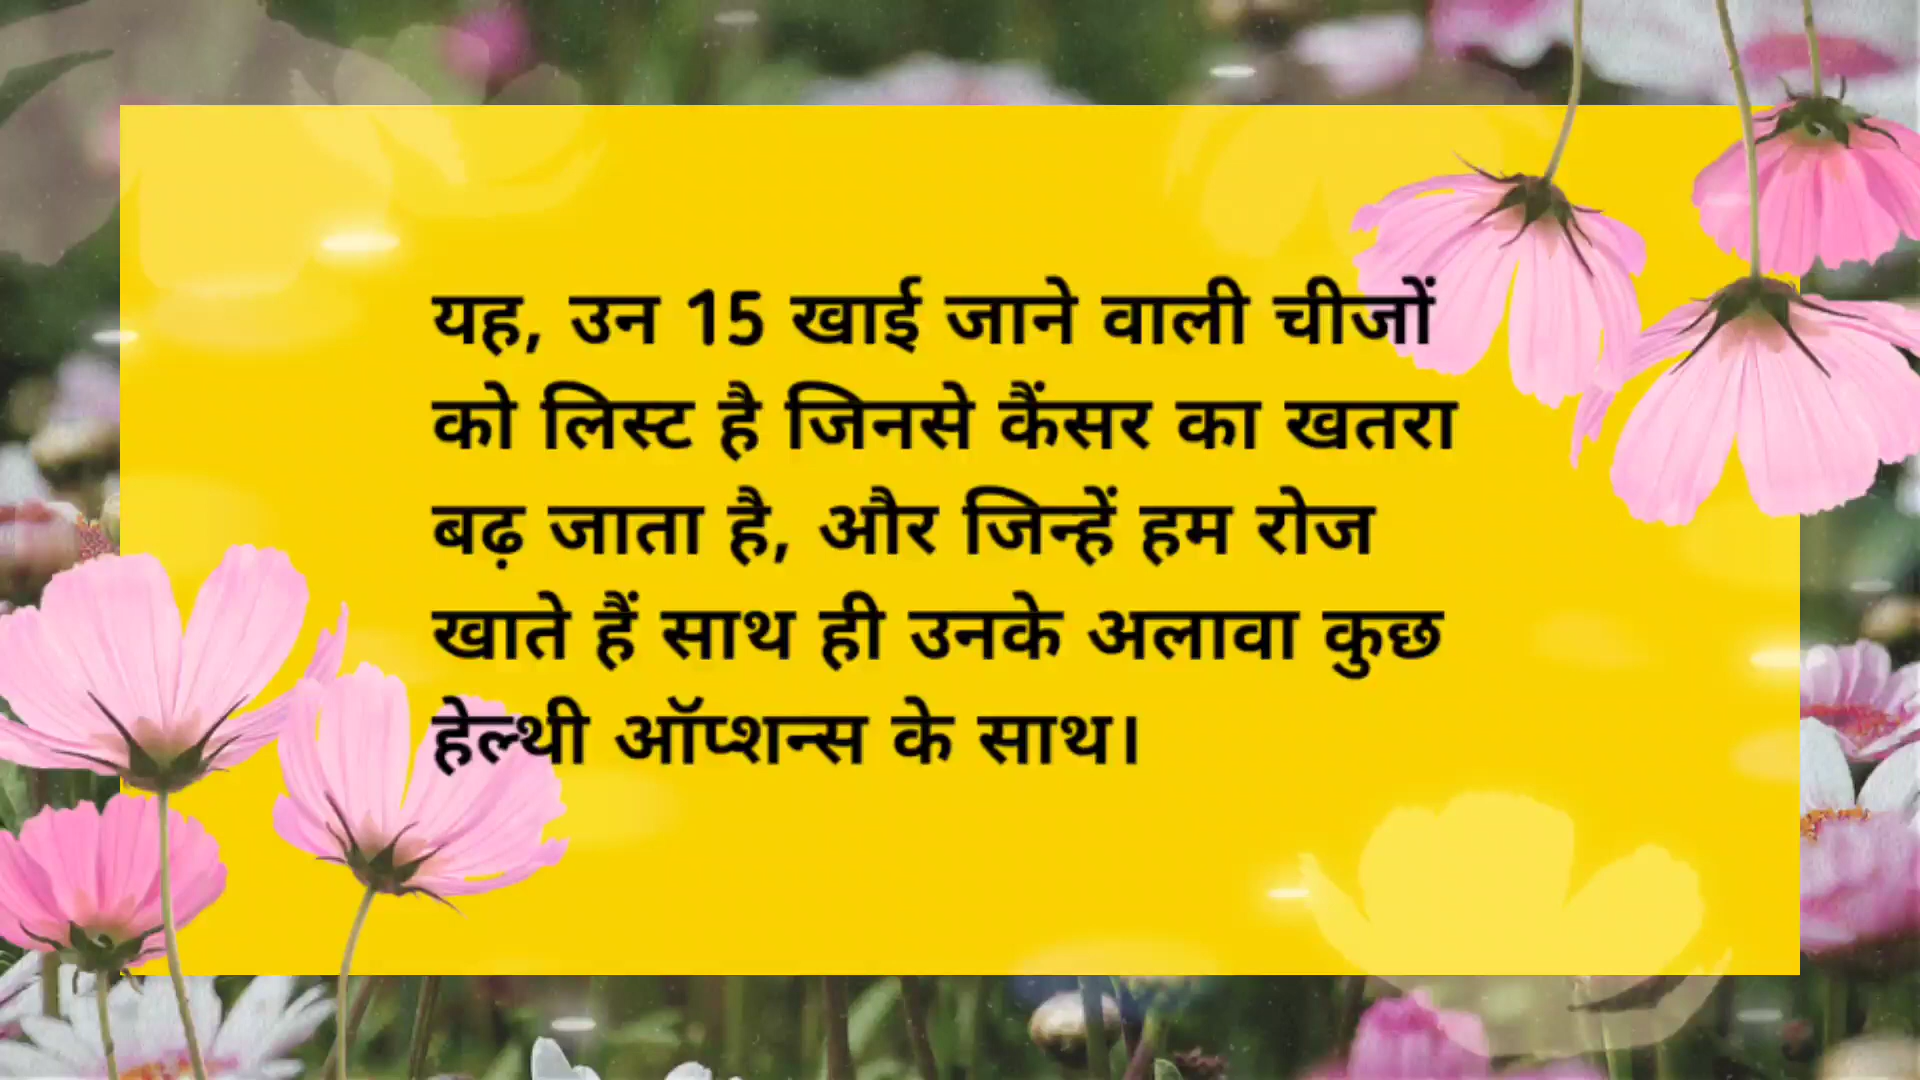 यह, उन 15 खाई जाने वाली चीजों
को लिस्ट है जिनसे कैंसर का खतरा
बढ़ जाता है, और जिन्हें हम रोज
खाते हैं साथ ही उनके अलावा कुछ
हेल्थी ऑप्शन्स के साथ।